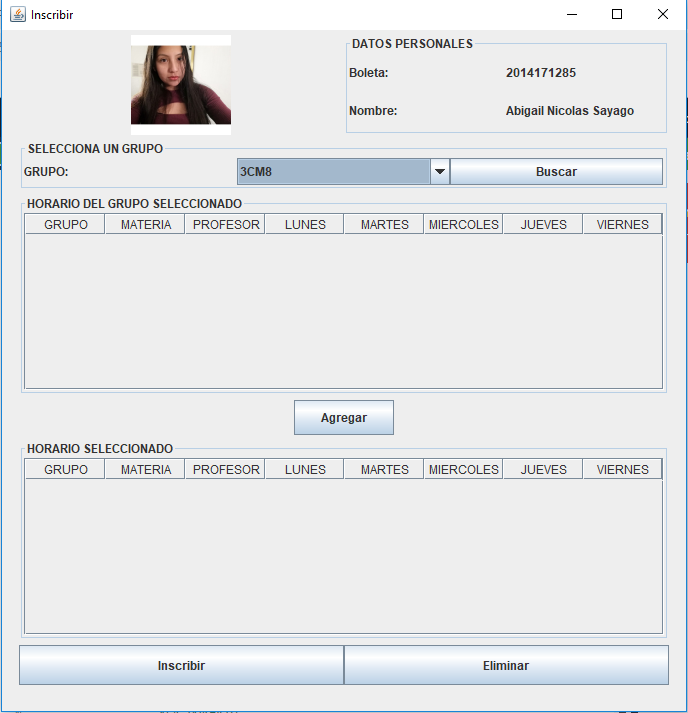 Inscribir
DATOS PERSONALES
Boleta: 2014171285
Nombre: Abigail Nicolas Sayago
SELECCIONA UN GRUPO
GRUPO: 3CM8 Buscar
HORARIO DEL GRUPO SELECCIONADO
GRUPO MATERIA PROFESOR LUNES MARTES MIERCOLES JUEVES VIERNES
Agregar
HORARIO SELECCIONADO
GRUPO MATERIA PROFESOR LUNES MARTES MIERCOLES JUEVES VIERNES
Inscribir Eliminar